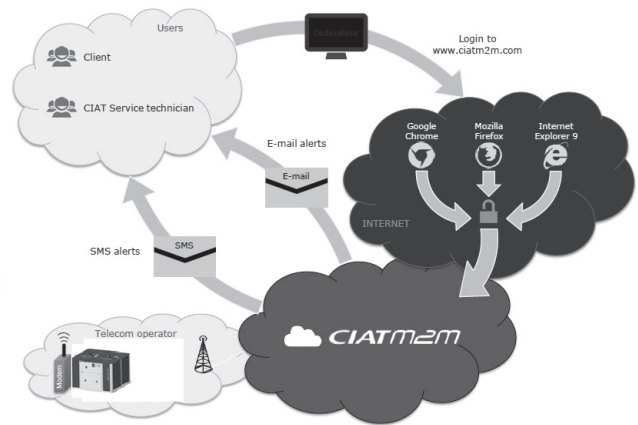 Users
Client
CIAT Service technician
Ordinateur
Login to
www.ciatm2m.com
Google
Chrome
Mozilla
Firefox
Internet
Explorer 9
INTERNET
E-mail alerts
E-mail
SMS alerts
SMS
CIATm2m
Telecom operator
Modem